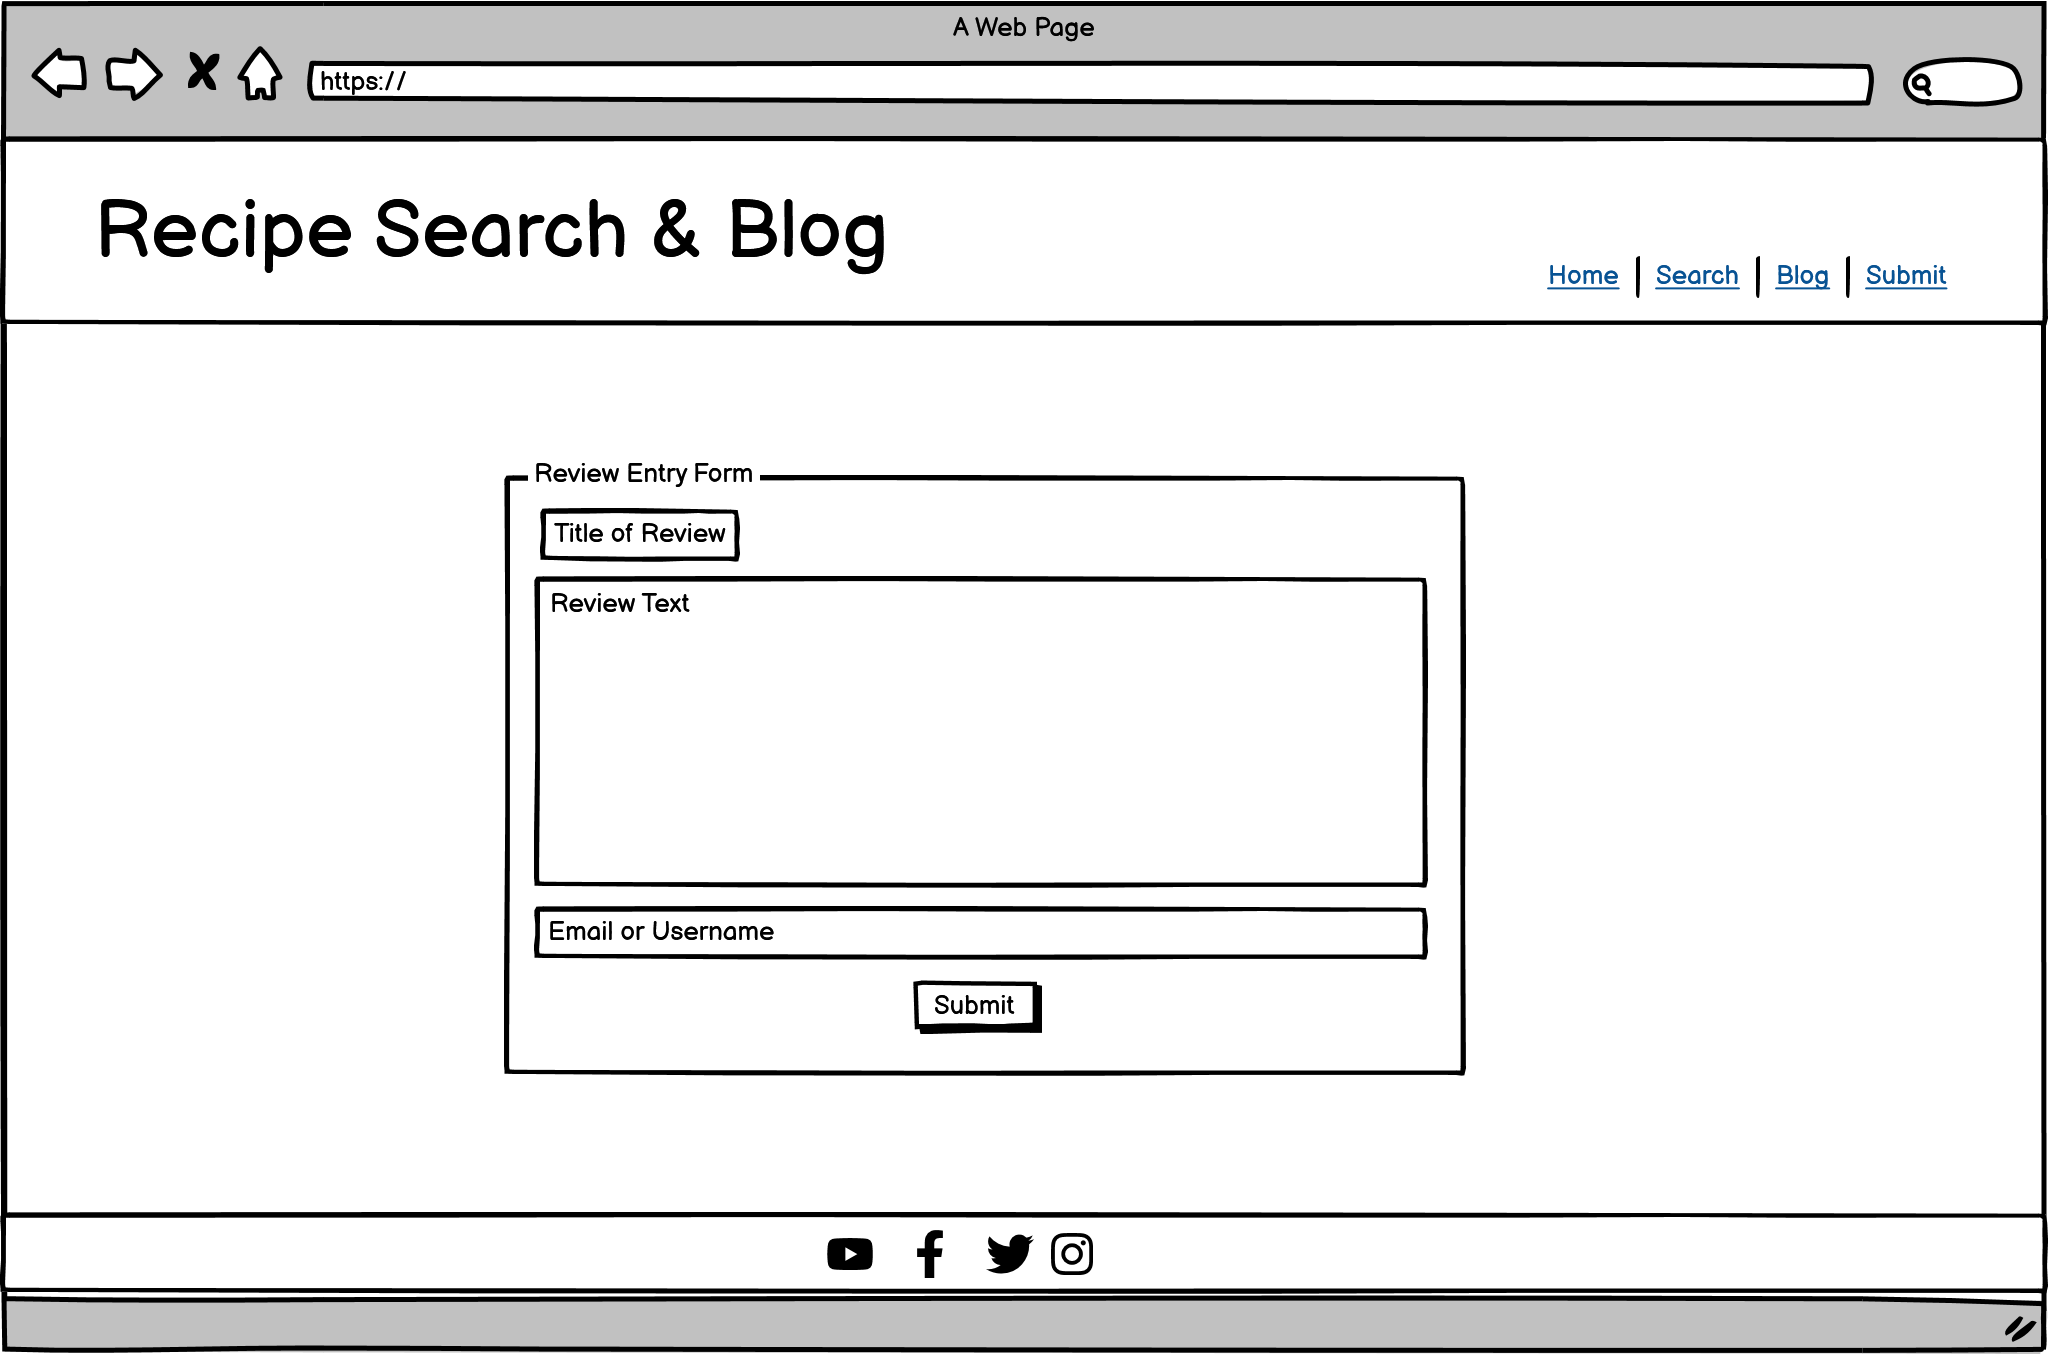 A Web Page
https://
Recipe Search & Blog
Home | Search | Blog | Submit
Review Entry Form
Title of Review
Review Text
Email or Username
Submit